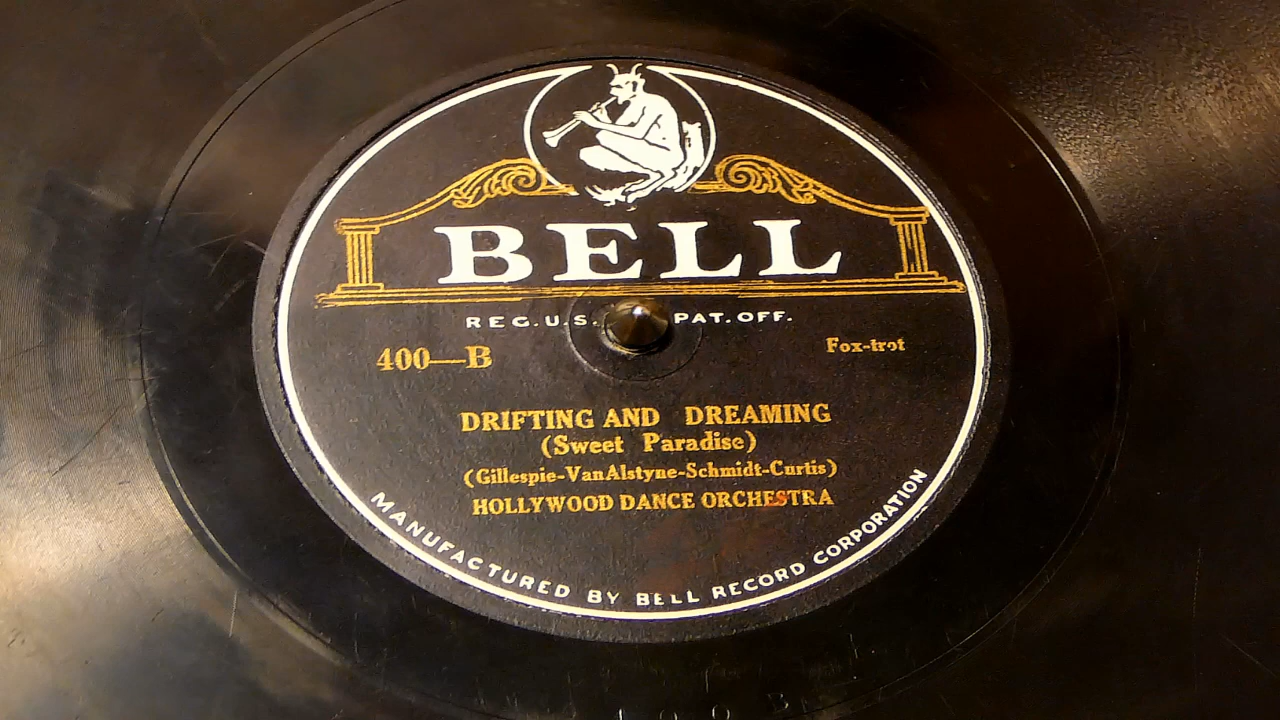 BELL
REG.U.S. PAT.OFF.
400—B
Fox-trot
DRIFTING AND DREAMING
(Sweet Paradise)
(Gillespie-VanAlstyne-Schmidt-Curtis)
HOLLYWOOD DANCE ORCHESTRA
MANUFACTURED BY BELL RECORD CORPORATION